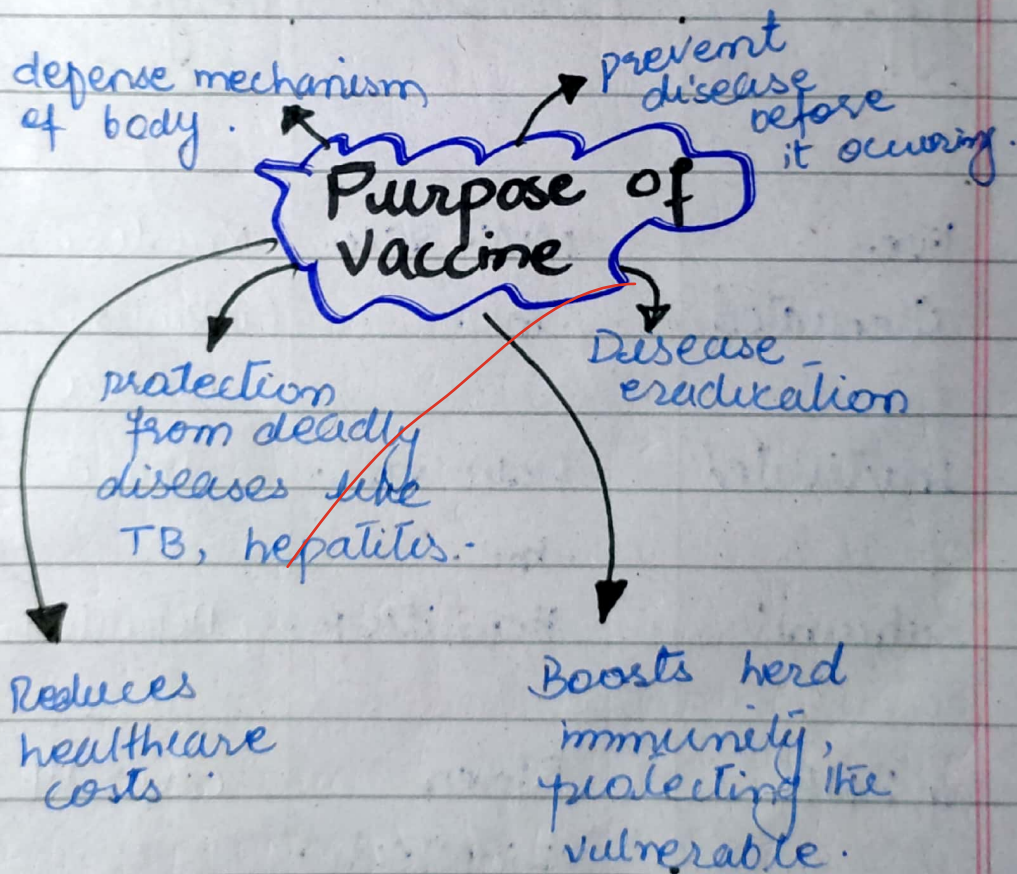 defense mechanism
of body.
prevent
disease
before
it occuring.
Purpose of
vaccine
protection
from deadly
diseases like
TB, hepatitis.
Disease
eradication
Reduces
healthcare
costs
Boosts herd
immunity,
protecting the
vulnerable.